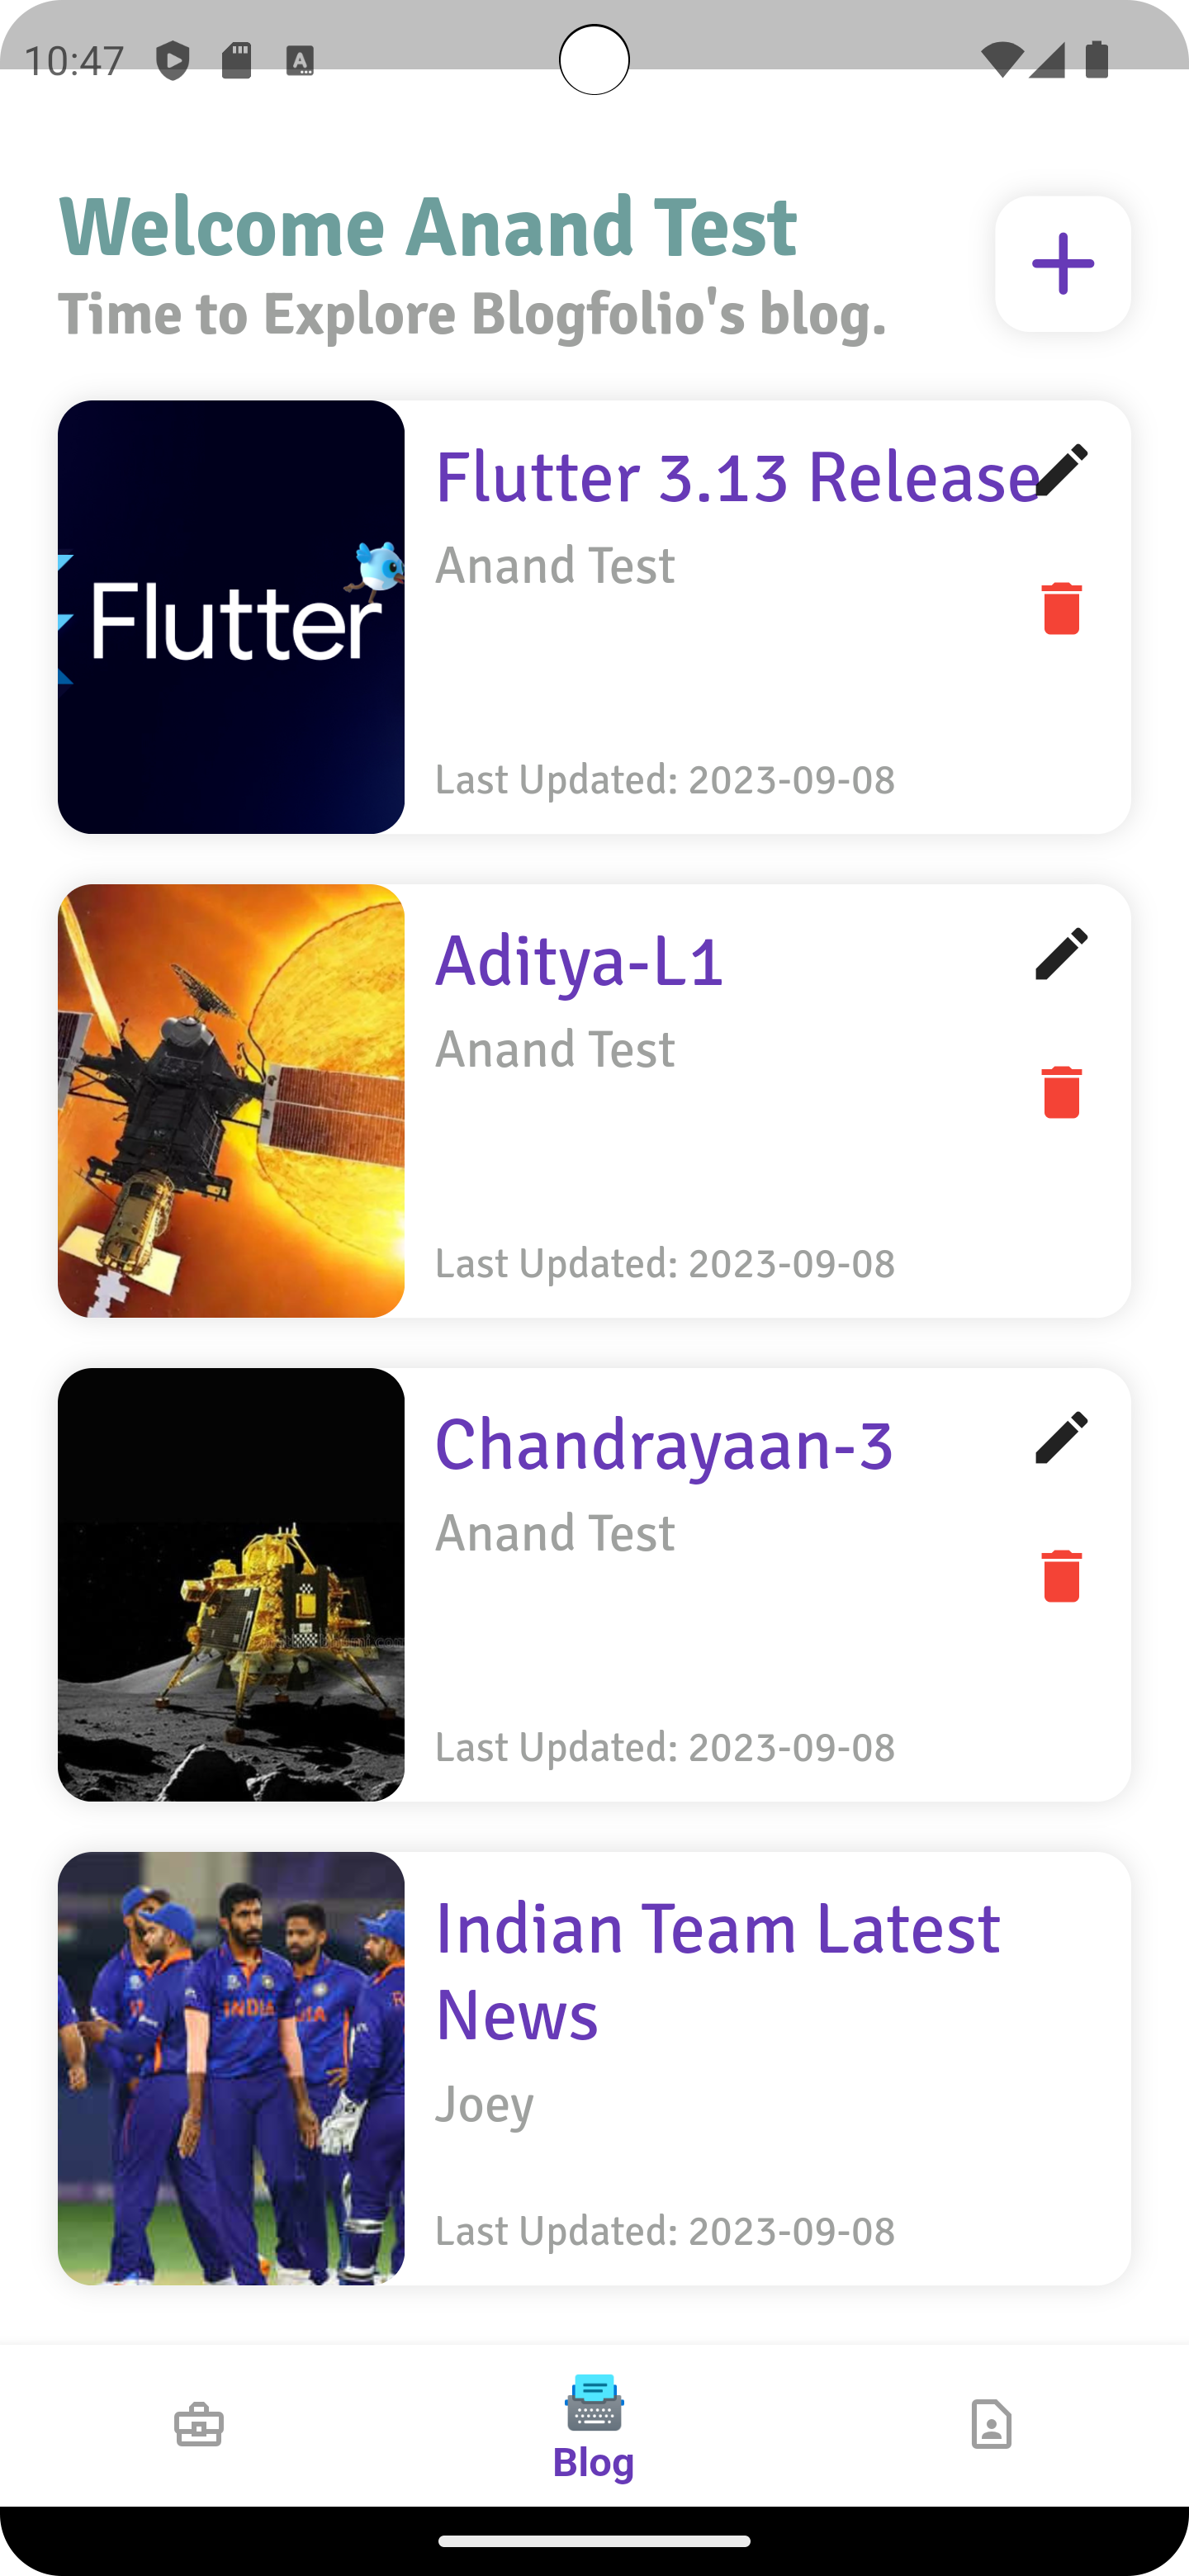 10:47
Welcome Anand Test
Time to Explore Blogfolio's blog.
Flutter
Flutter 3.13 Release
Anand Test
Last Updated: 2023-09-08
Aditya-L1
Anand Test
Last Updated: 2023-09-08
Chandrayaan-3
Anand Test
Last Updated: 2023-09-08
INDIA
Indian Team Latest
News
Joey
Last Updated: 2023-09-08
Blog